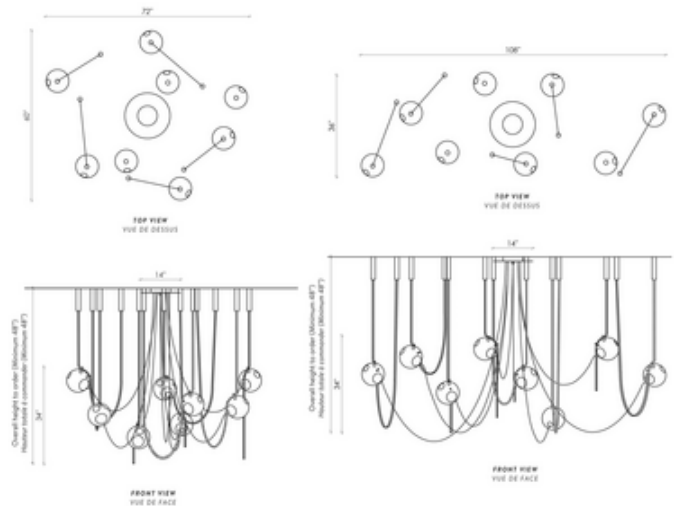 72"
60"
TOP VIEW
VUE DE DESSUS
108"
36"
TOP VIEW
VUE DE DESSUS
14"
Overall height to order (Minimum 48")
Hauteur totale à commander (Minimum 48")
34"
FRONT VIEW
VUE DE FACE
14"
Overall height to order (Minimum 48")
Hauteur totale à commander (Minimum 48")
34"
FRONT VIEW
VUE DE FACE